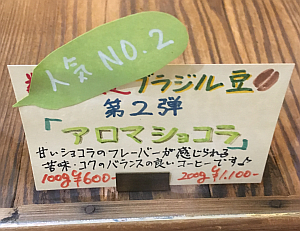 人気 NO.2
ブラジル豆
第2弾
「アロマショコラ」
甘いショコラのフレーバーが感じられる
苦味・コクのバランスの良いコーヒーです♪
100g ¥600- 200g ¥1,100-